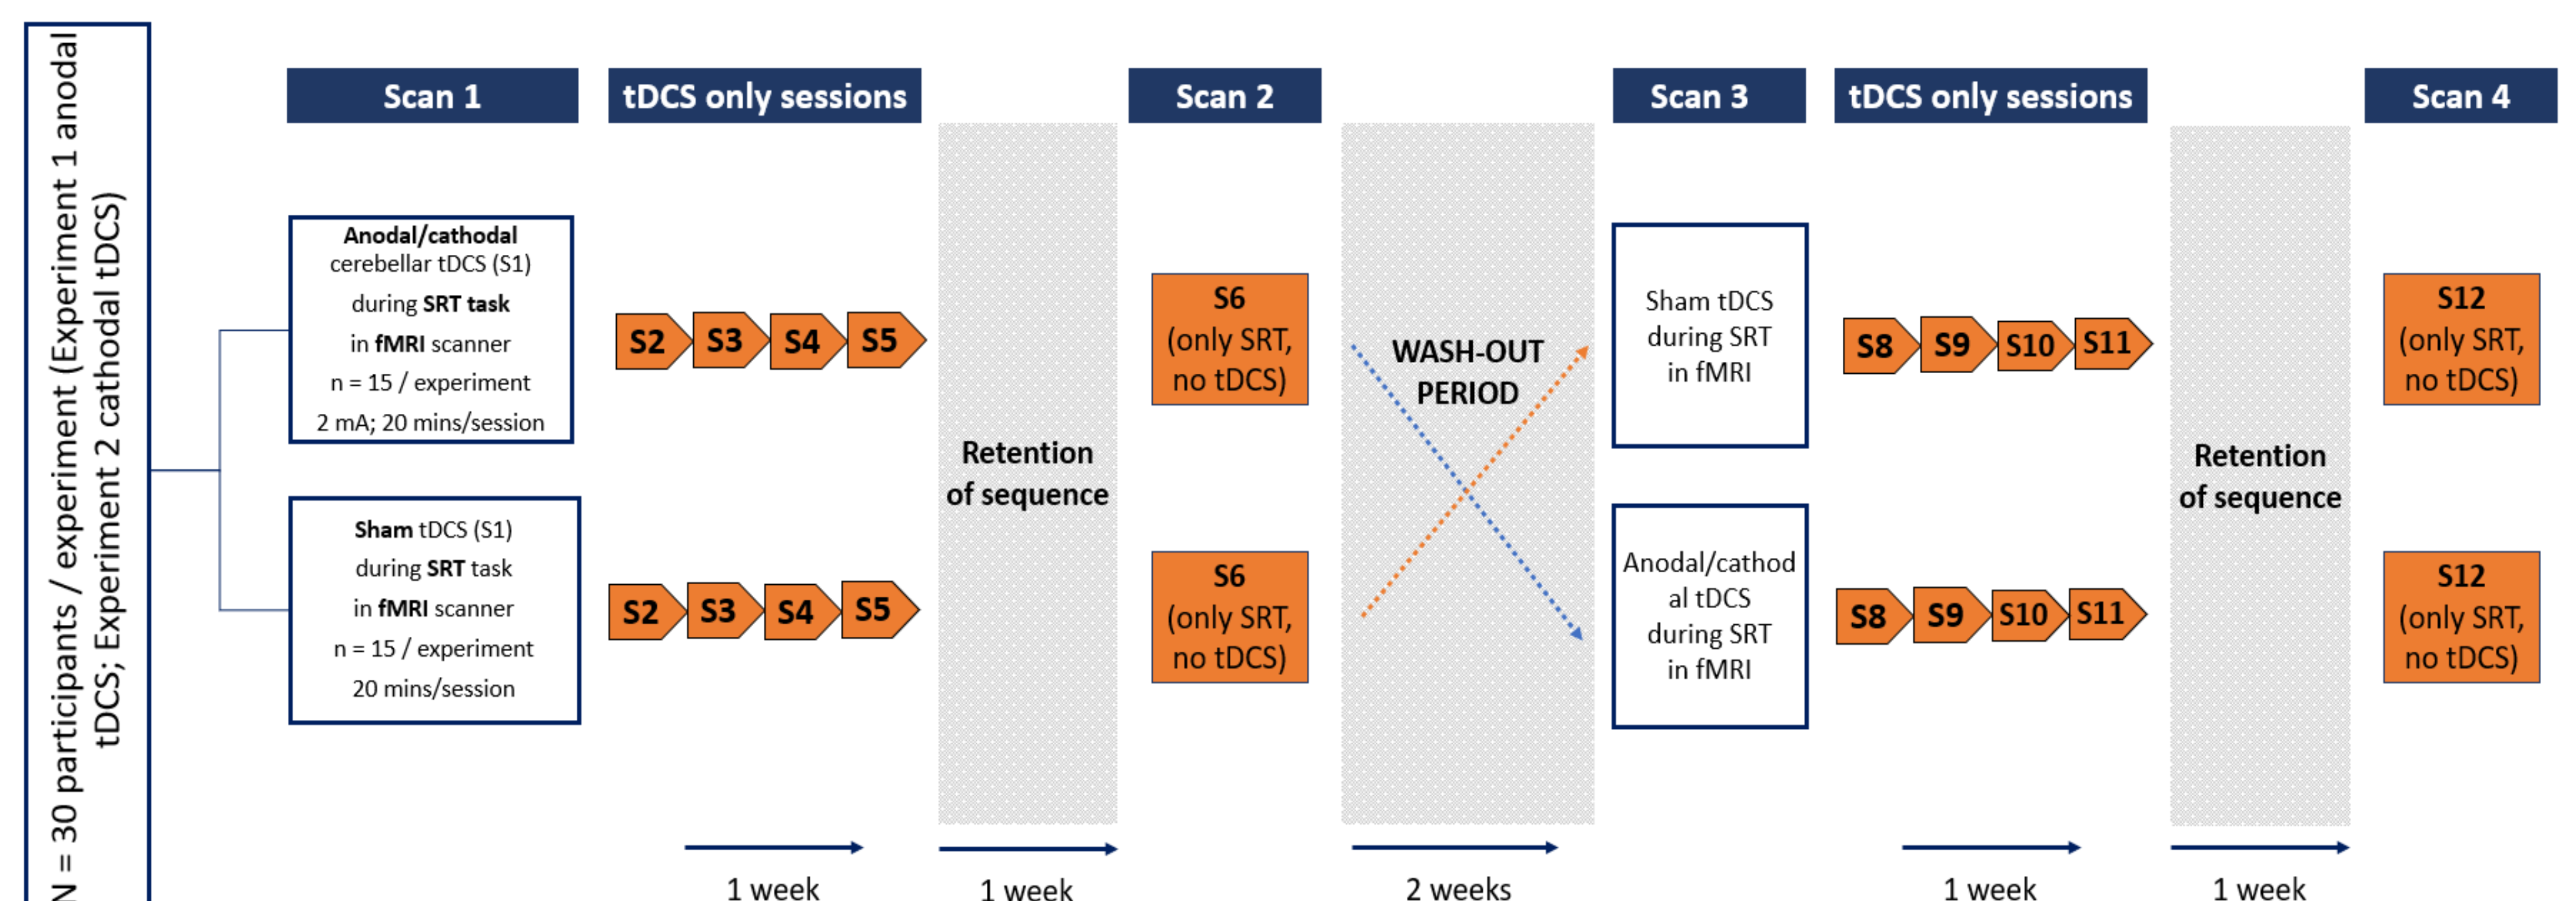 N = 30 participants / experiment (Experiment 1 anodal
tDCS; Experiment 2 cathodal tDCS)
Scan 1
tDCS only sessions
Scan 2
Scan 3
tDCS only sessions
Scan 4
Anodal/cathodal
cerebellar tDCS (S1)
during SRT task
in fMRI scanner
n = 15 / experiment
2 mA; 20 mins/session
S2
S3
S4
S5
Retention
of sequence
S6
(only SRT,
no tDCS)
WASH-OUT
PERIOD
Sham tDCS
during SRT
in fMRI
S8
S9
S10
S11
Retention
of sequence
S12
(only SRT,
no tDCS)
Sham tDCS (S1)
during SRT task
in fMRI scanner
n = 15 / experiment
20 mins/session
S2
S3
S4
S5
S6
(only SRT,
no tDCS)
Anodal/cathod
al tDCS
during SRT
in fMRI
S8
S9
S10
S11
S12
(only SRT,
no tDCS)
1 week
1 week
2 weeks
1 week
1 week